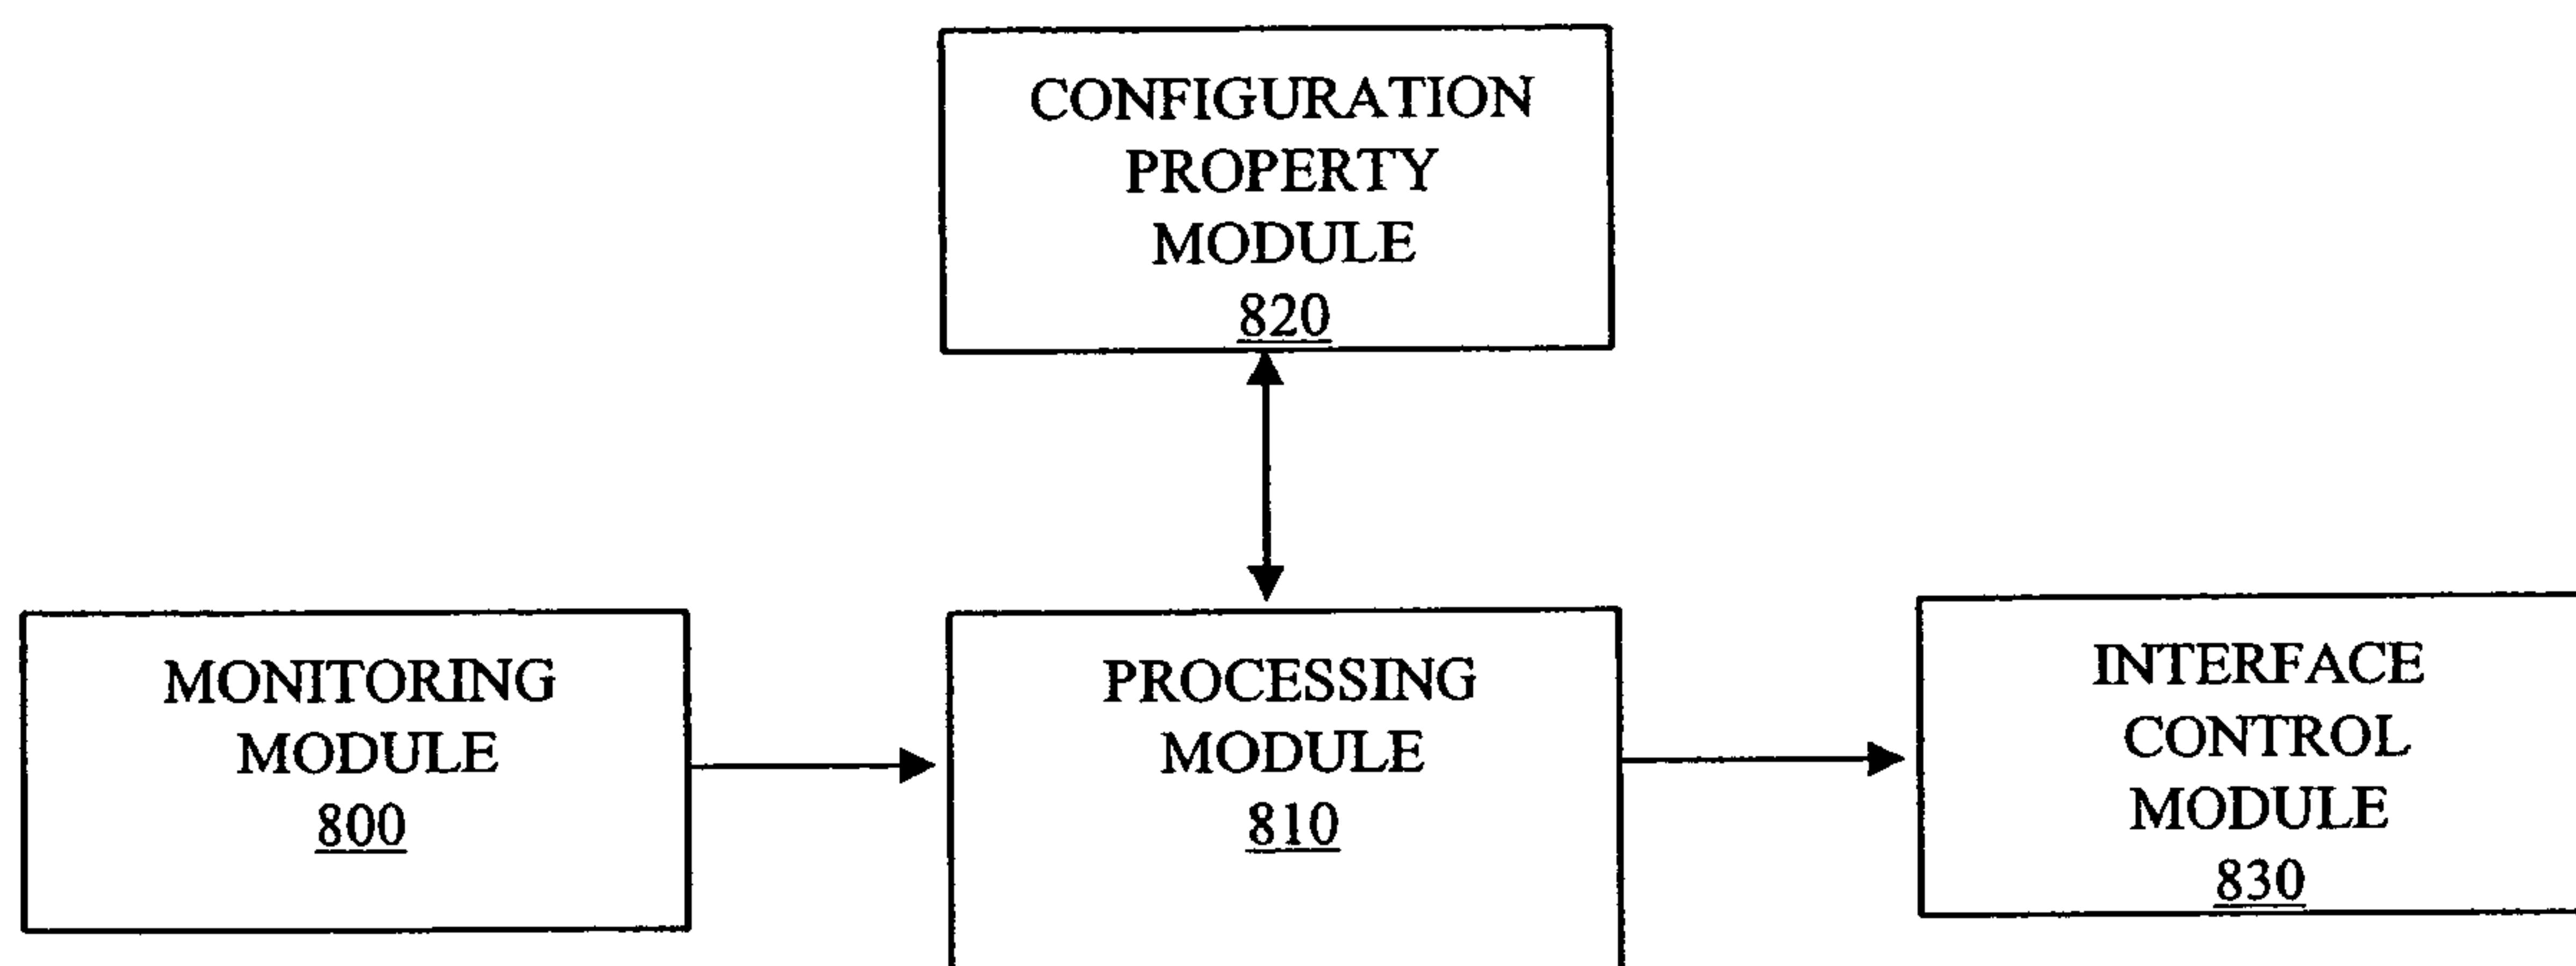 CONFIGURATION
PROPERTY
MODULE
820
MONITORING
MODULE
800
PROCESSING
MODULE
810
INTERFACE
CONTROL
MODULE
830